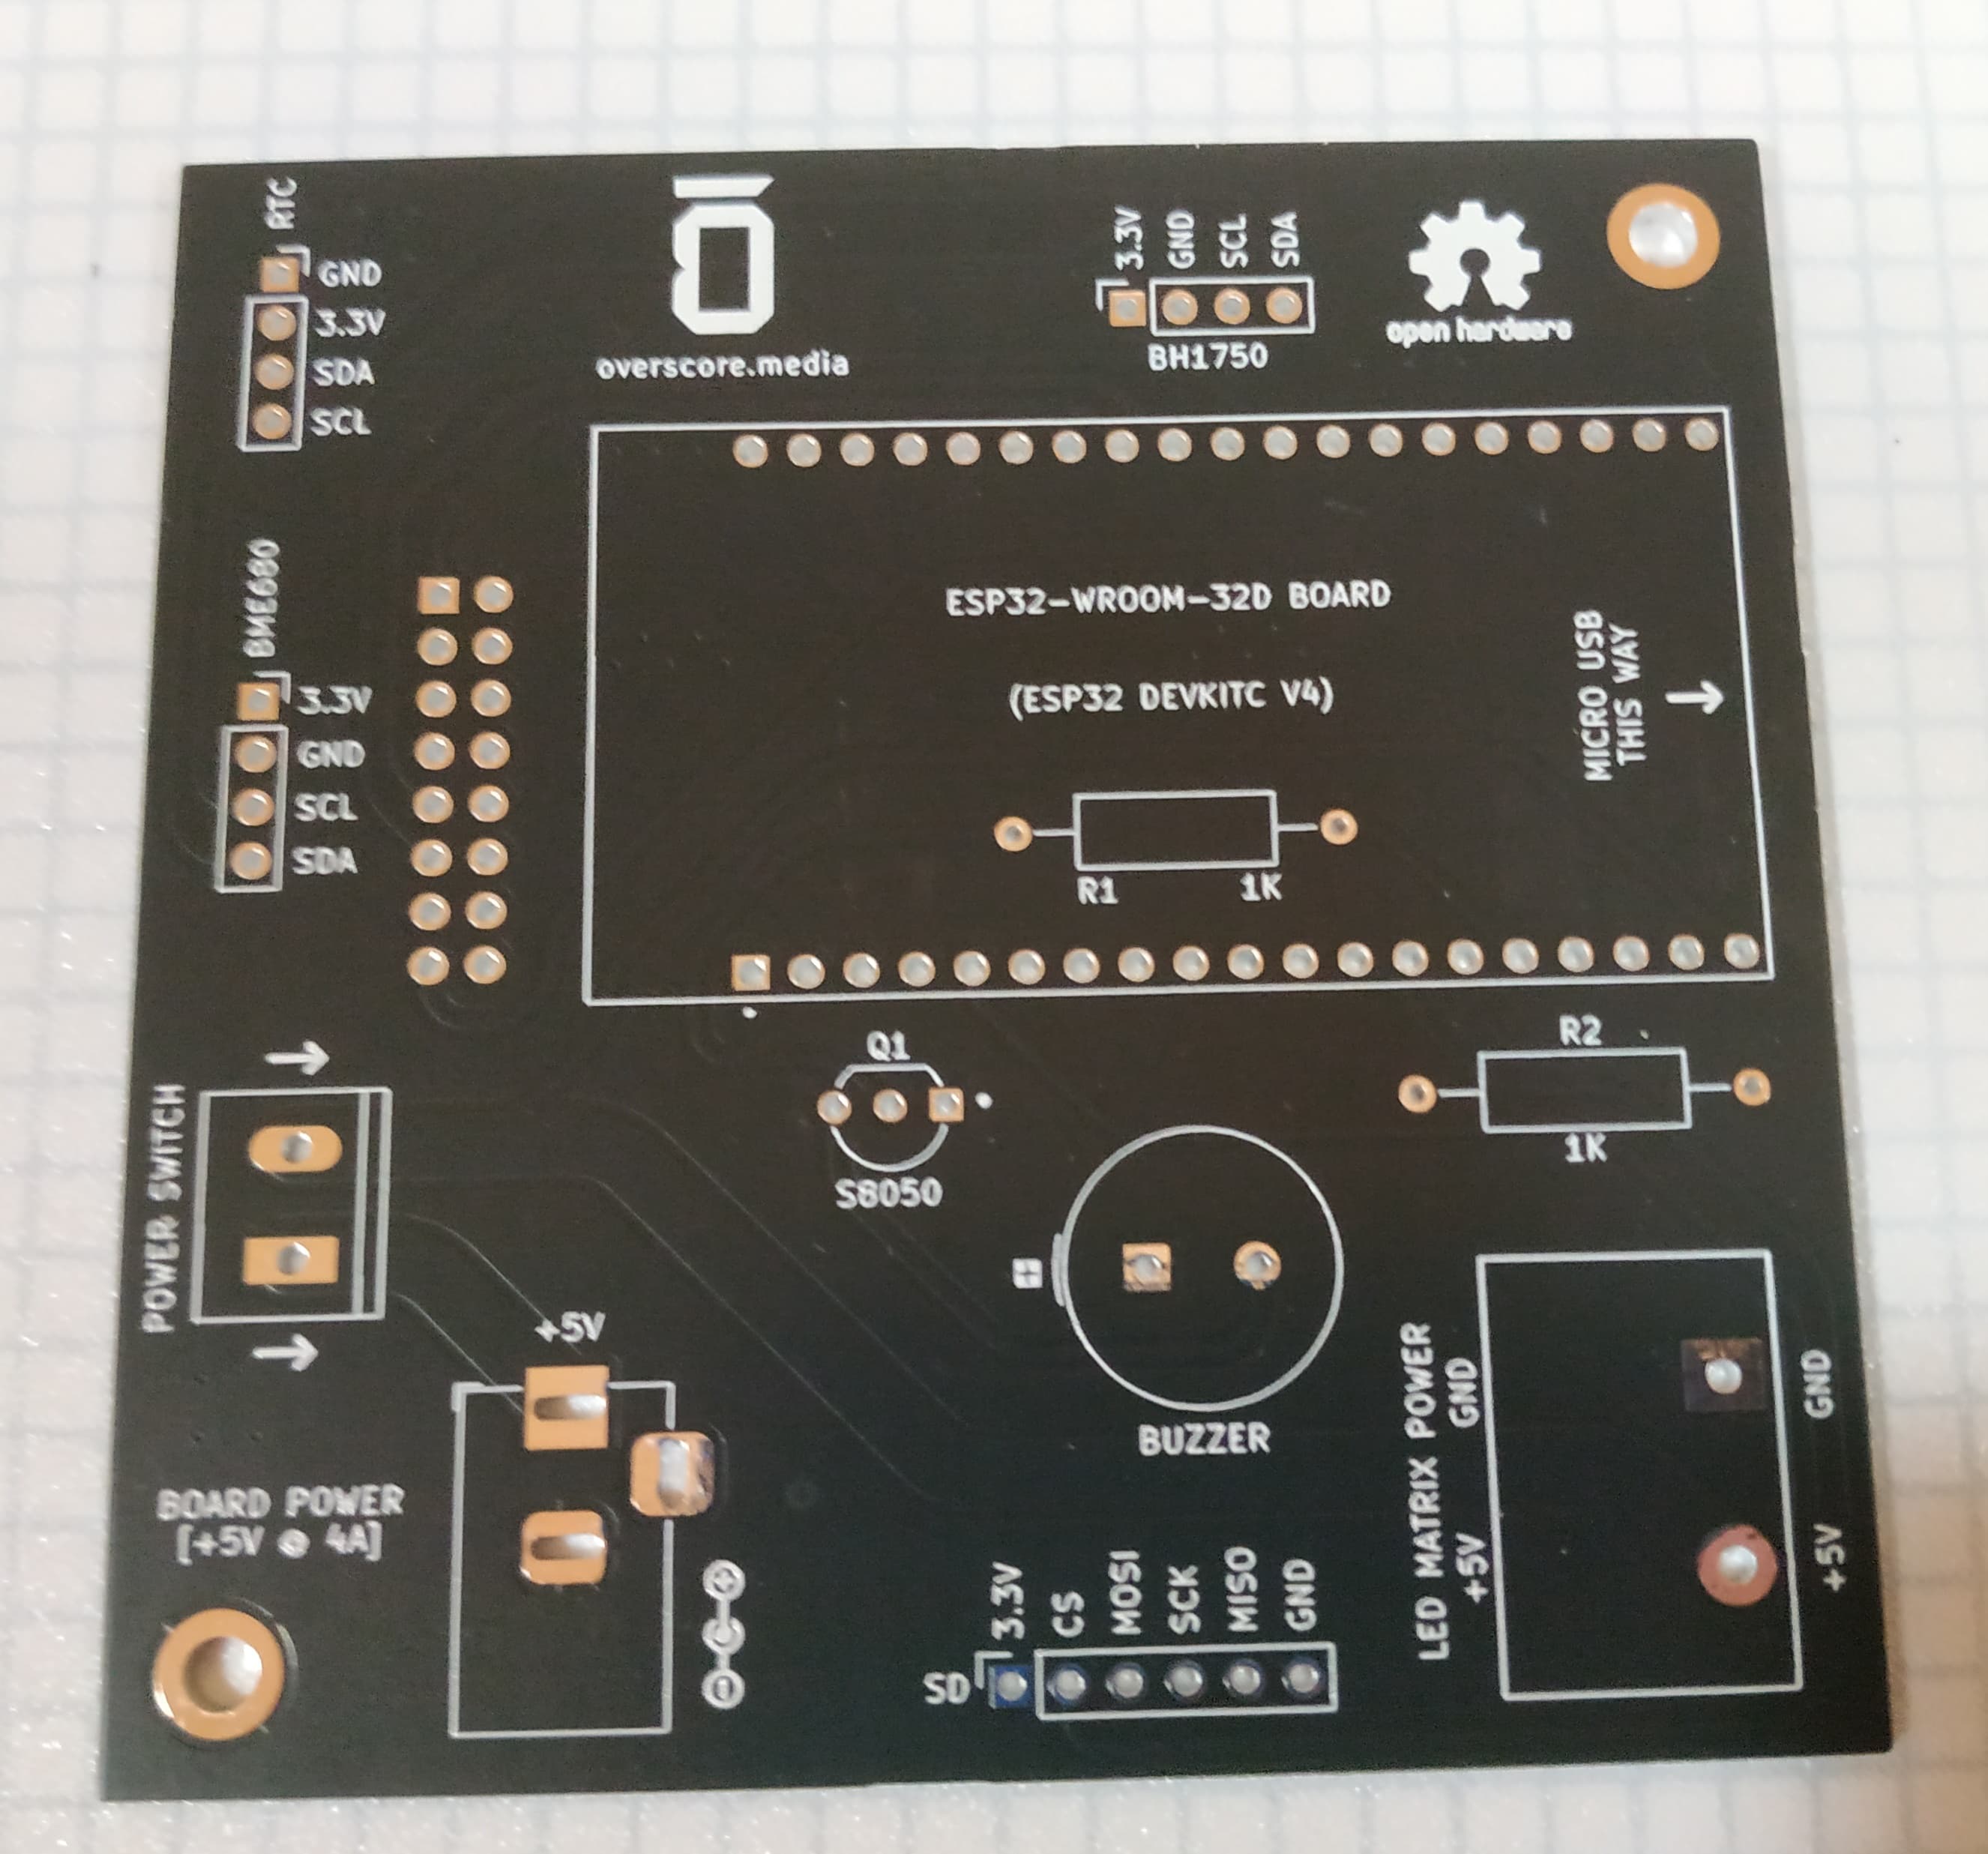 RTC
GND
3.3V
SDA
SCL
overscore.media
3.3V
GND
SCL
SDA
BH1750
open hardware
BME680
3.3V
GND
SCL
SDA
ESP32-WROOM-32D BOARD
(ESP32 DEVKITC V4)
MICRO USB
THIS WAY
R1 1K
Q1
S8050
R2
1K
POWER SWITCH
+5V
BOARD POWER
[+5V @ 4A]
BUZZER
SD
3.3V
CS
MOSI
SCK
MISO
GND
LED MATRIX POWER
GND
+5V
GND
+5V